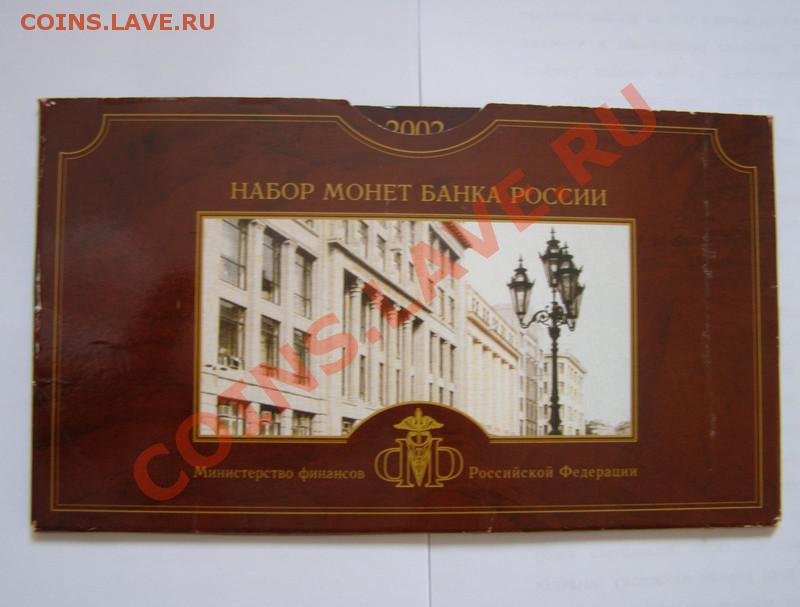 COINS.LAVE.RU
2002
НАБОР МОНЕТ БАНКА РОССИИ
COINS.LAVE.RU
Министерство финансов Российской Федерации